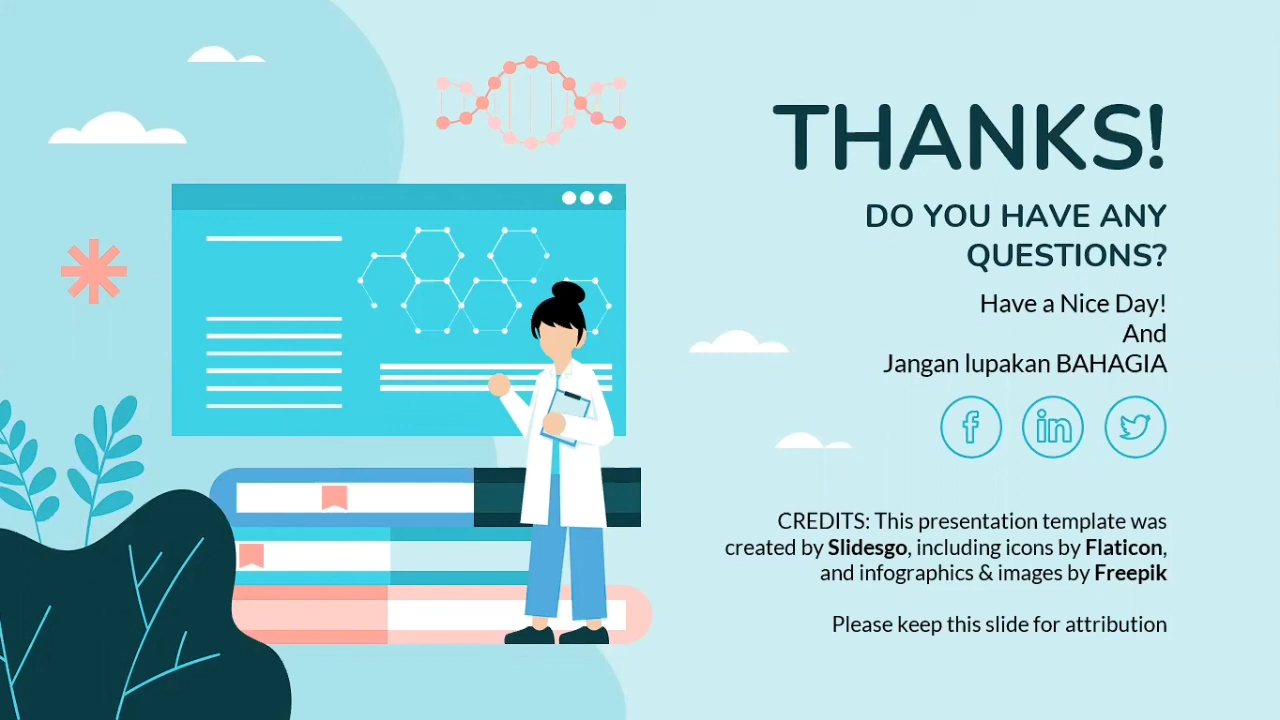 THANKS!
DO YOU HAVE ANY
QUESTIONS?
Have a Nice Day!
And
Jangan lupakan BAHAGIA
CREDITS: This presentation template was
created by Slidesgo, including icons by Flaticon,
and infographics & images by Freepik
Please keep this slide for attribution